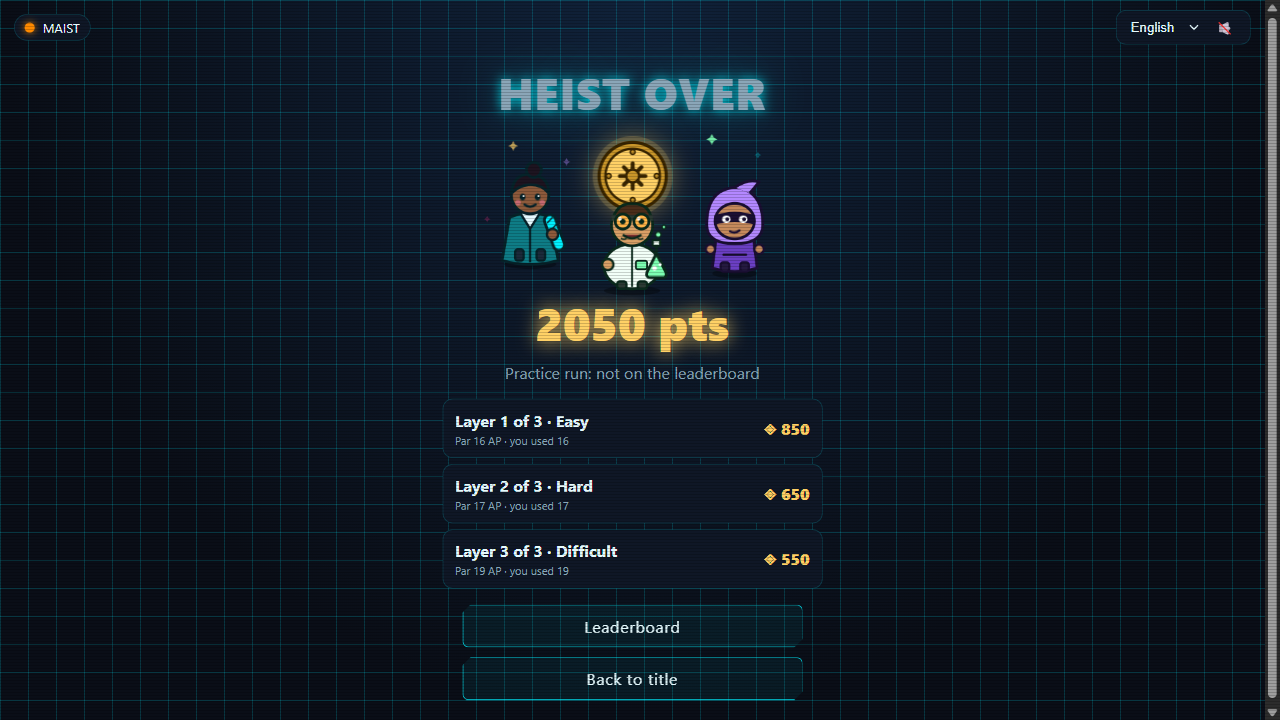 MAIST
English
HEIST OVER
2050 pts
Practice run: not on the leaderboard
Layer 1 of 3 · Easy
Par 16 AP · you used 16
850
Layer 2 of 3 · Hard
Par 17 AP · you used 17
650
Layer 3 of 3 · Difficult
Par 19 AP · you used 19
550
Leaderboard
Back to title